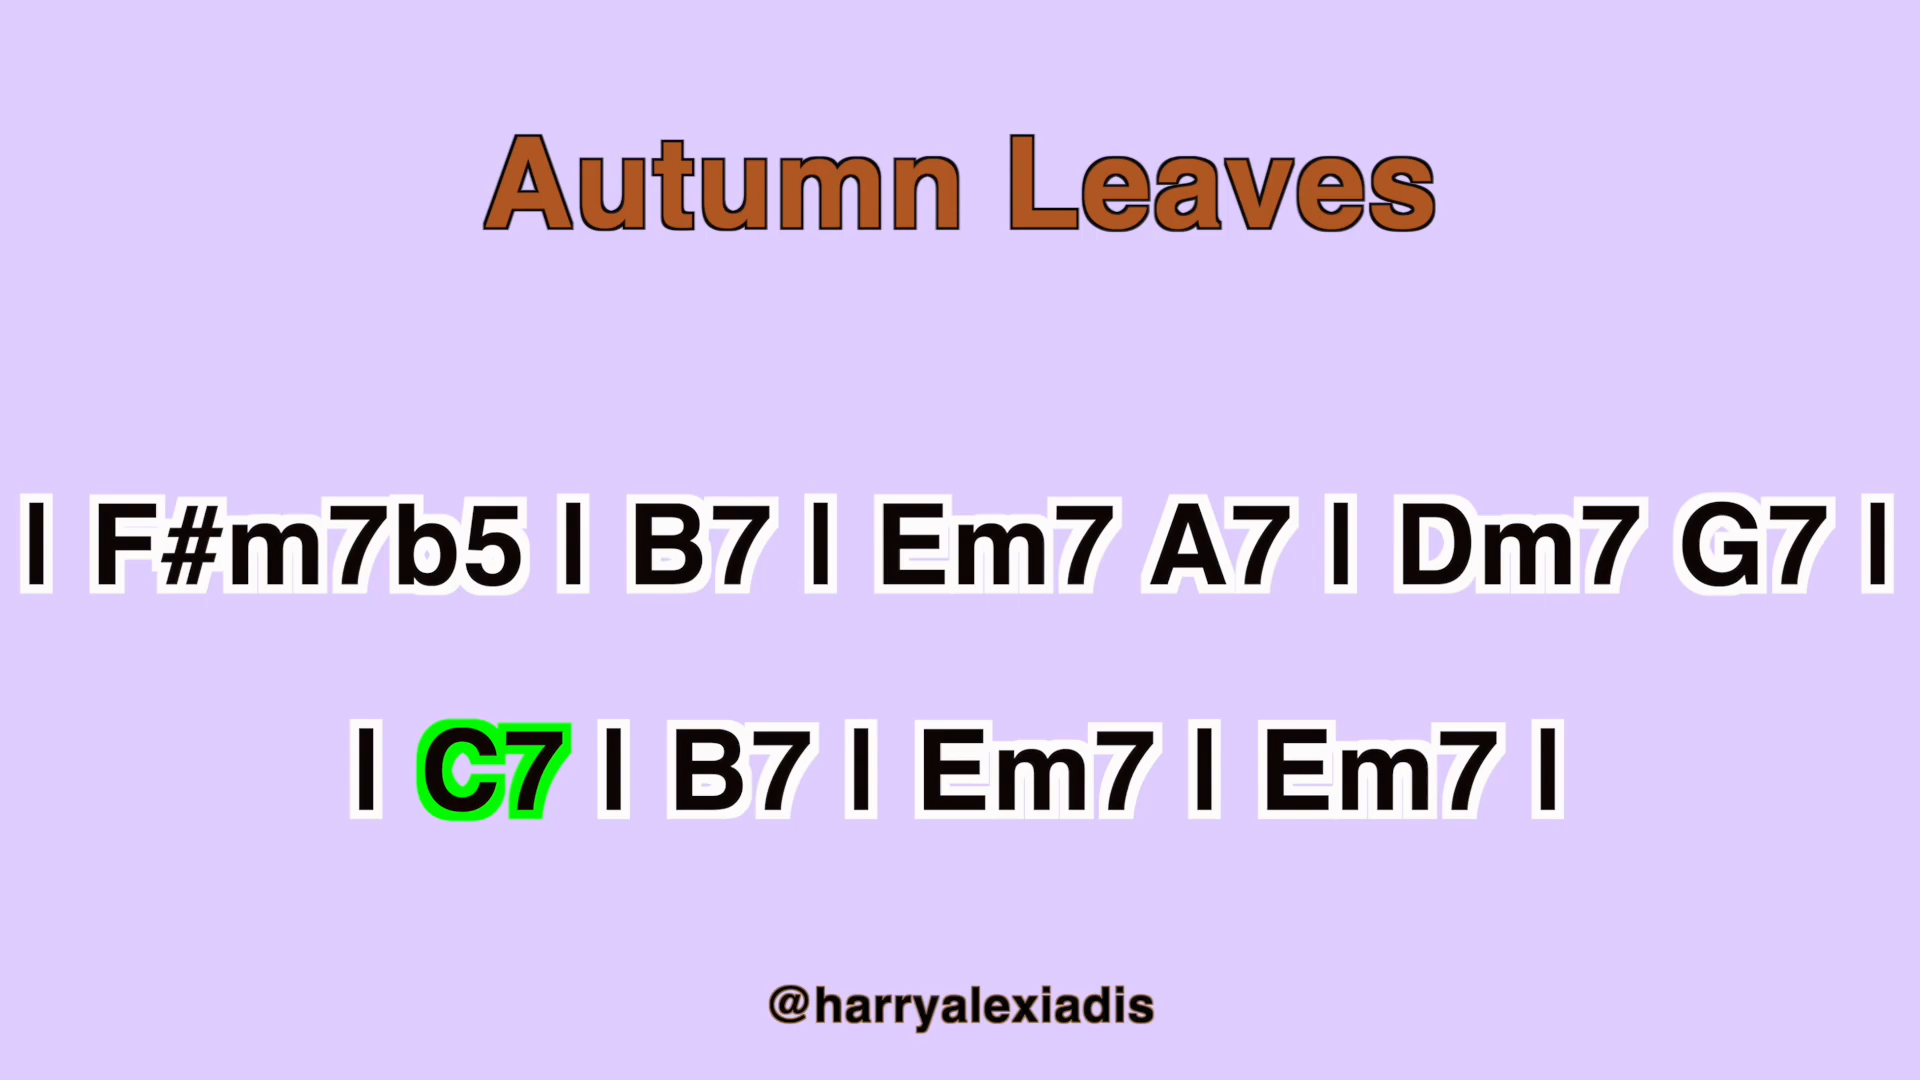 Autumn Leaves
| F#m7b5 | B7 | Em7 A7 | Dm7 G7 |
| C7 | B7 | Em7 | Em7 |
@harryalexiadis